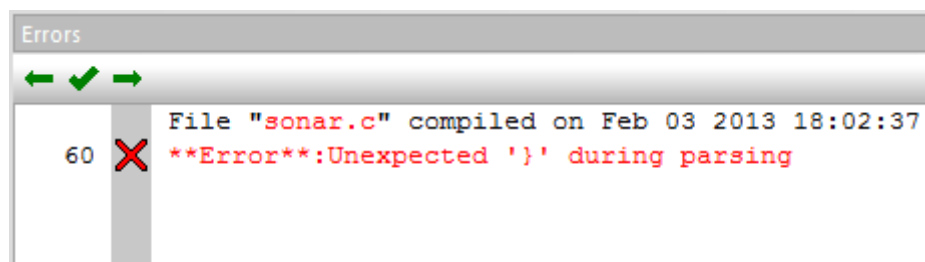 Errors
File "sonar.c" compiled on Feb 03 2013 18:02:37
60 **Error**:Unexpected '}' during parsing